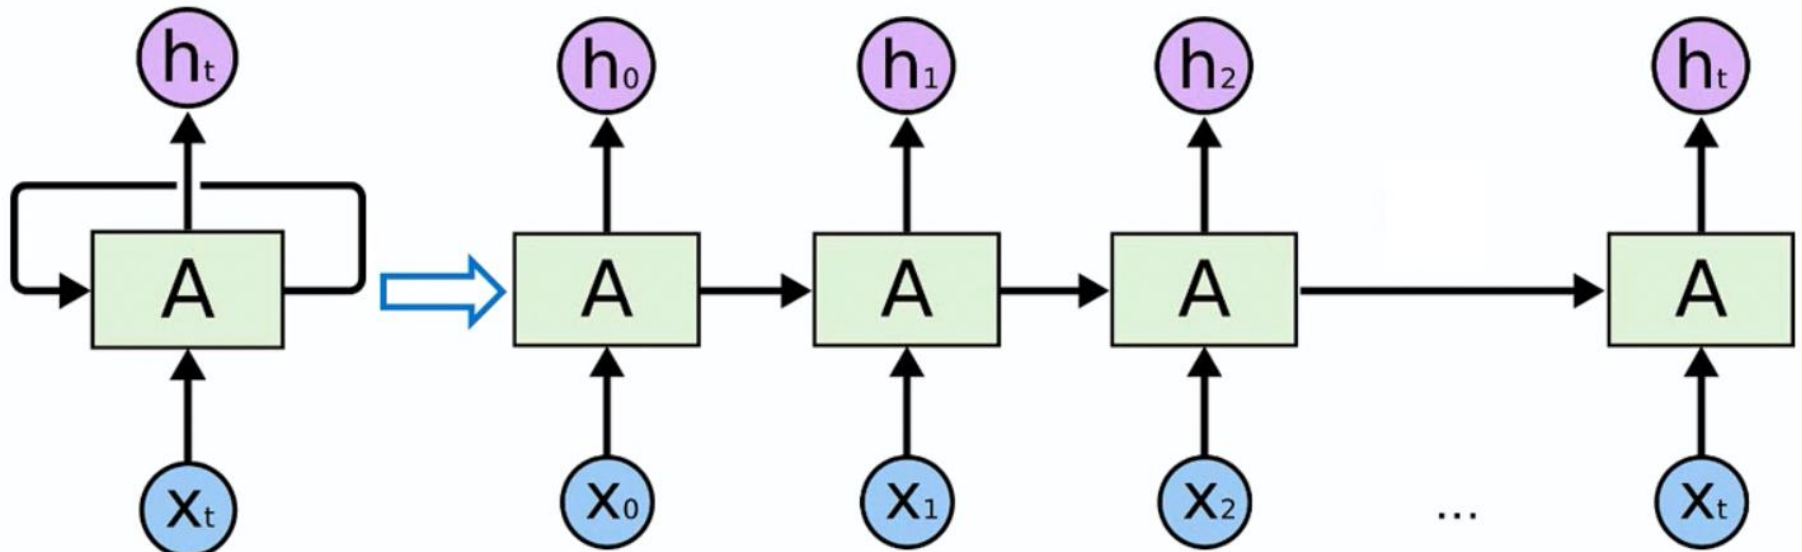 hₜ h₀ h₁ h₂ hₜ
A A A A A
xₜ x₀ x₁ x₂ ... xₜ